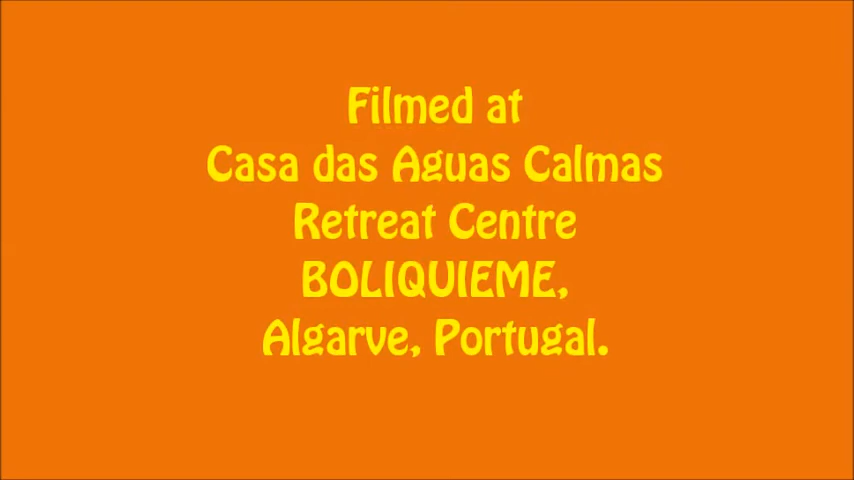 Filmed at
Casa das Aguas Calmas
Retreat Centre
BOLIQUIEME,
Algarve, Portugal.